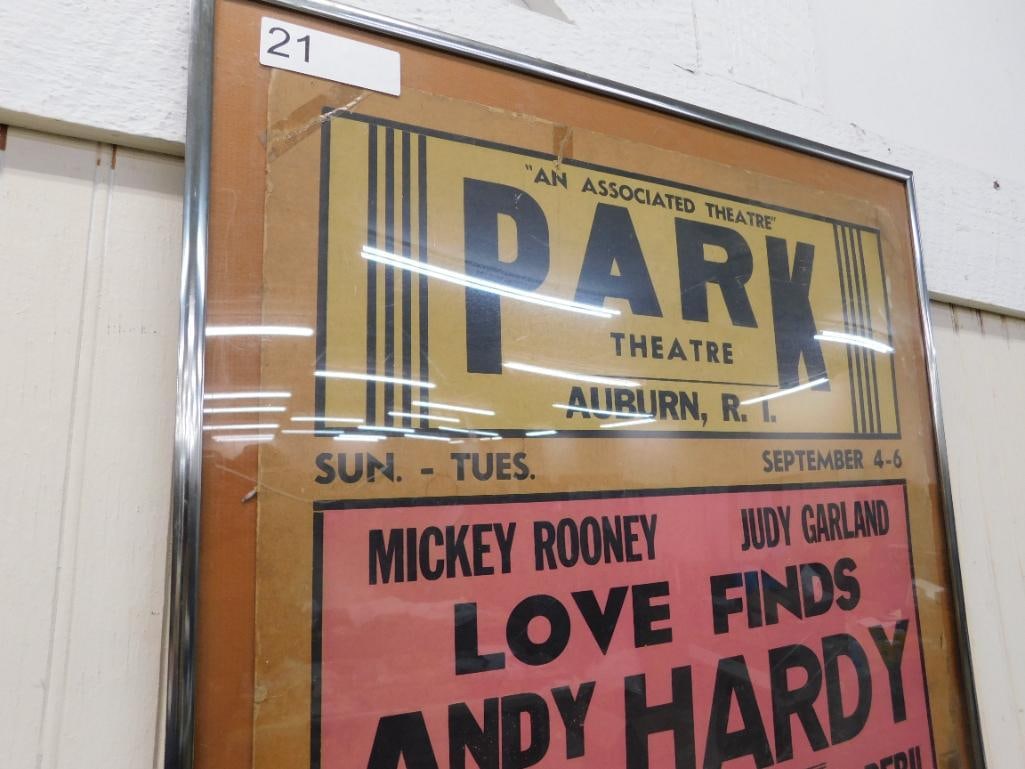 21
"AN ASSOCIATED THEATRE"
PARK
THEATRE
AUBURN, R. I.
SUN. - TUES. SEPTEMBER 4-6
MICKEY ROONEY JUDY GARLAND
LOVE FINDS
ANDY HARDY